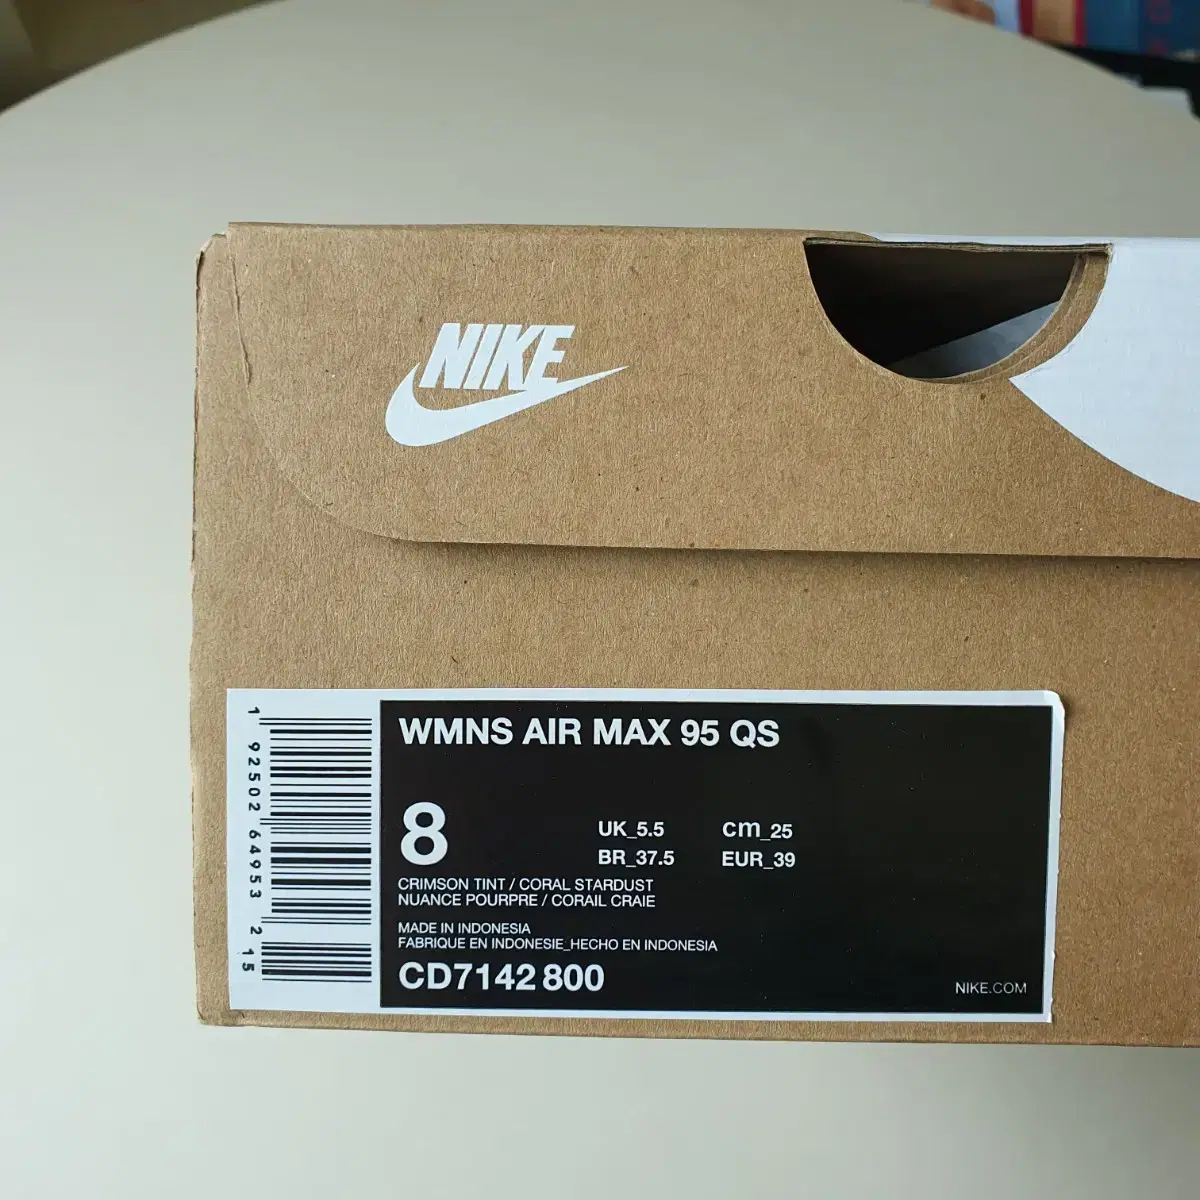 NIKE
WMNS AIR MAX 95 QS
8
UK_5.5 cm_25
BR_37.5 EUR_39
CRIMSON TINT / CORAL STARDUST
NUANCE POURPRE / CORAIL CRAIE
MADE IN INDONESIA
FABRIQUE EN INDONESIE_HECHO EN INDONESIA
CD7142 800
NIKE.COM
1 92502 64953 2 15